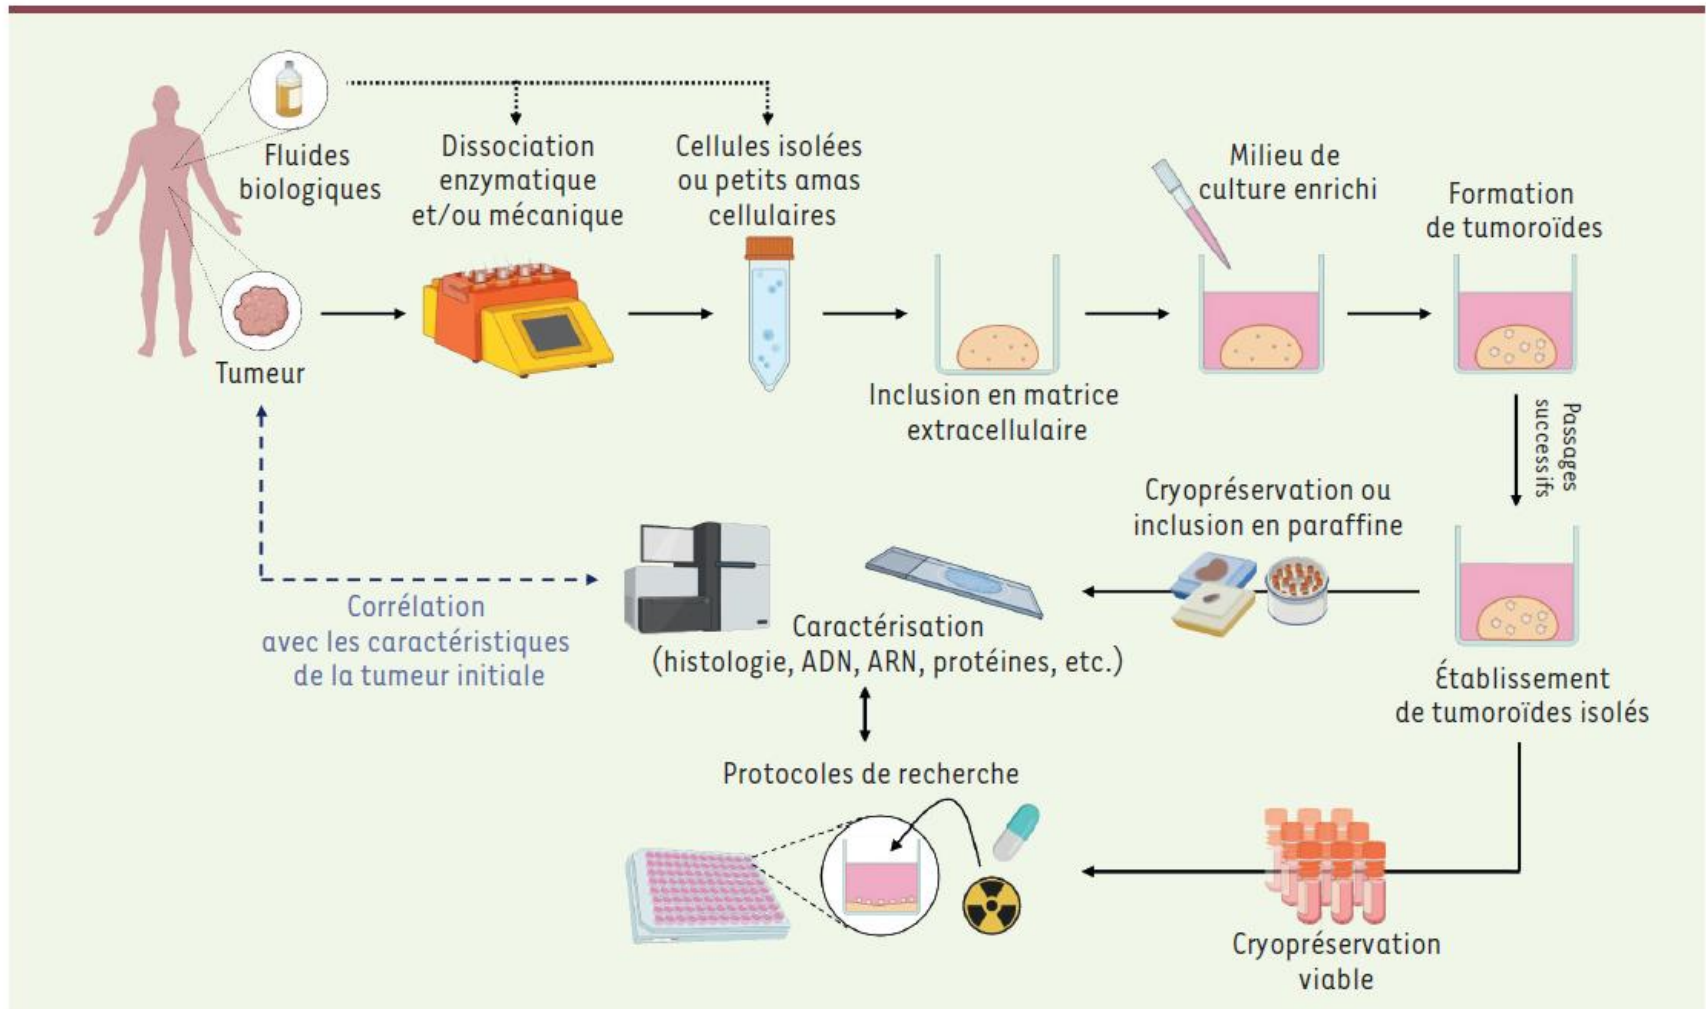 Fluides
biologiques
Dissociation
enzymatique
et/ou mécanique
Cellules isolées
ou petits amas
cellulaires
Milieu de
culture enrichi
Formation
de tumoroïdes
Tumeur
Inclusion en matrice
extracellulaire
Passages
successifs
Cryopréservation ou
inclusion en paraffine
Corrélation
avec les caractéristiques
de la tumeur initiale
Caractérisation
(histologie, ADN, ARN, protéines, etc.)
Établissement
de tumoroïdes isolés
Protocoles de recherche
Cryopréservation
viable